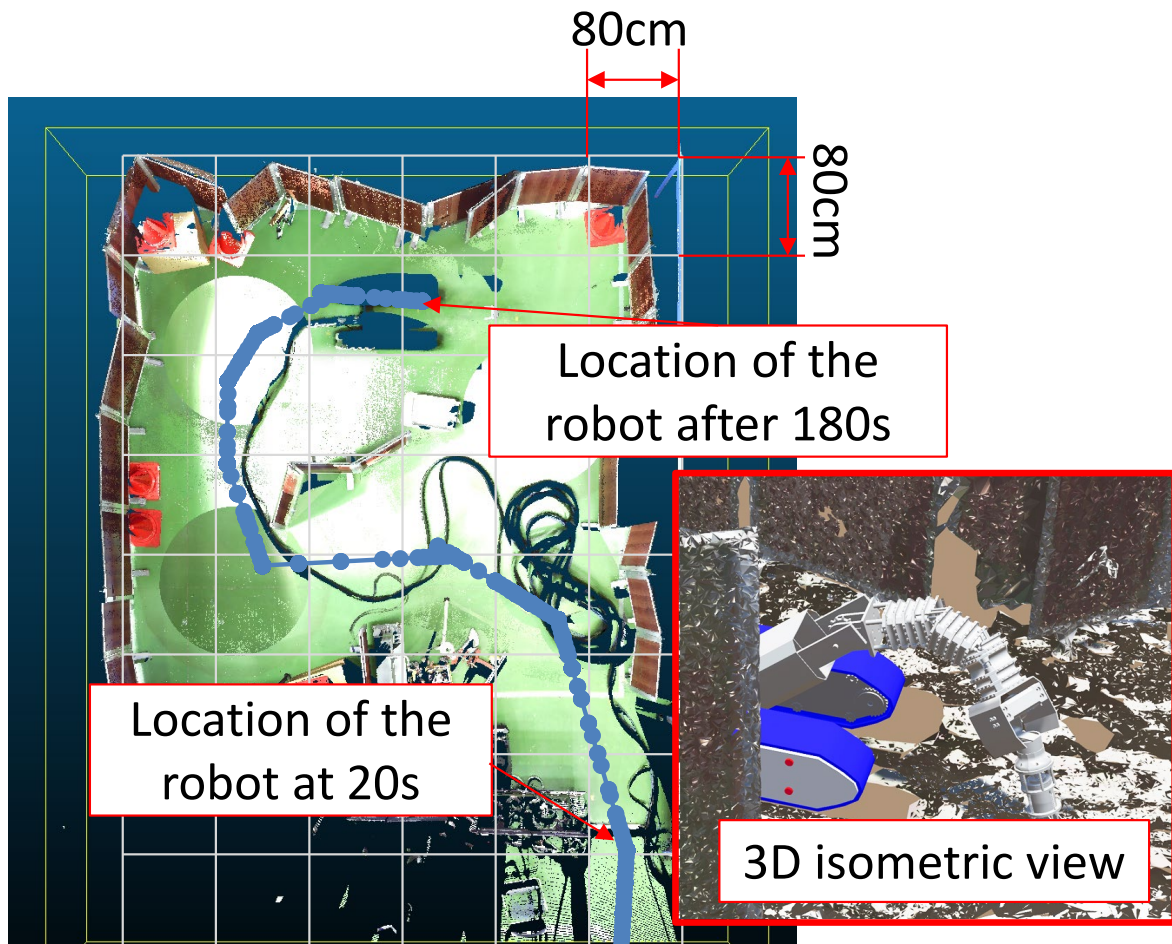 80cm
80cm
Location of the
robot after 180s
Location of the
robot at 20s
3D isometric view